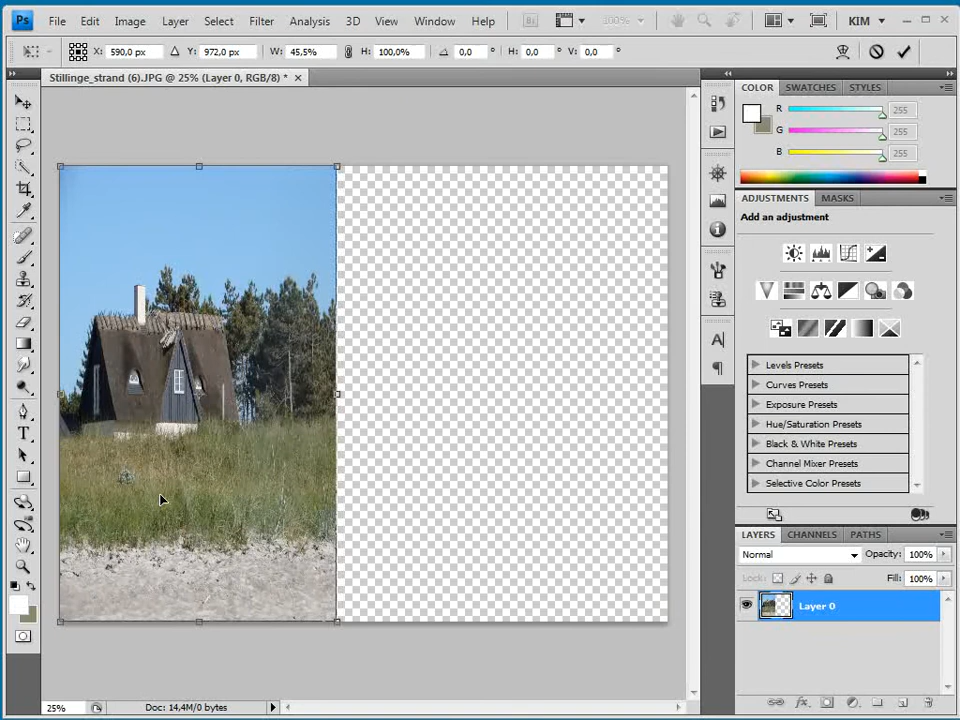 Ps File Edit Image Layer Select Filter Analysis 3D View Window Help Br 100% KIM
X: 590,0 px Y: 972,0 px W: 45,5% H: 100,0% 0,0 ° H: 0,0 ° V: 0,0 °
Stillinge_strand (6).JPG @ 25% (Layer 0, RGB/8) *
COLOR SWATCHES STYLES
R 255
G 255
B 255
ADJUSTMENTS MASKS
Add an adjustment
Levels Presets
Curves Presets
Exposure Presets
Hue/Saturation Presets
Black & White Presets
Channel Mixer Presets
Selective Color Presets
LAYERS CHANNELS PATHS
Normal Opacity: 100%
Lock: Fill: 100%
Layer 0
25% Doc: 14,4M/0 bytes